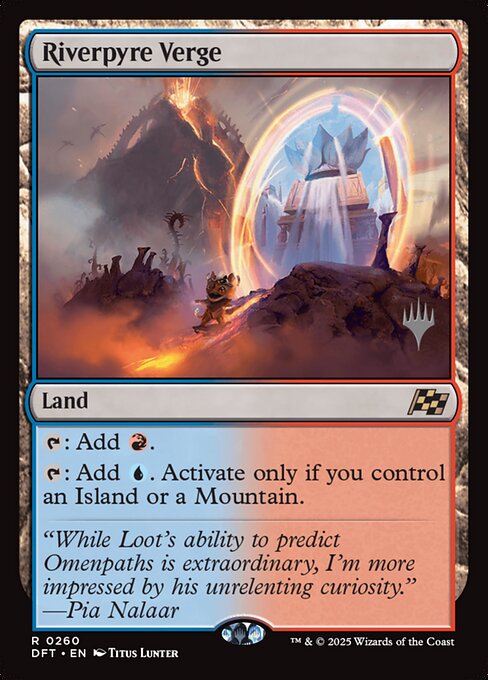 Riverpyre Verge
Land
: Add .
: Add . Activate only if you control
an Island or a Mountain.
“While Loot’s ability to predict
Omenpaths is extraordinary, I’m more
impressed by his unrelenting curiosity.”
—Pia Nalaar
R 0260
DFT • EN Titus Lunter
™ & © 2025 Wizards of the Coast